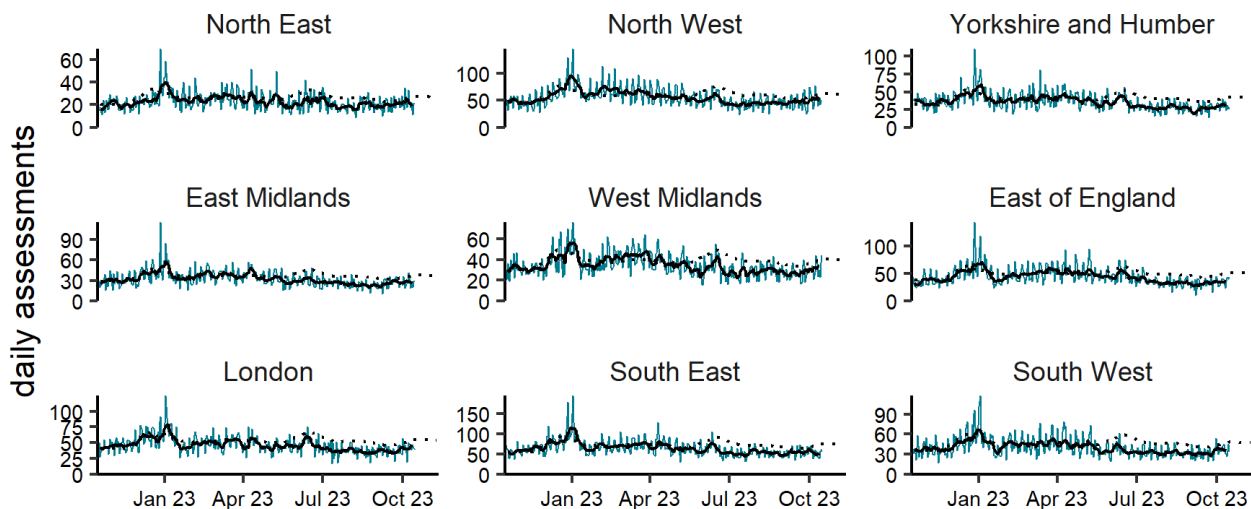 daily assessments
North East
60
40
20
0
North West
100
50
0
Yorkshire and Humber
100
75
50
25
0
East Midlands
90
60
30
0
West Midlands
60
40
20
0
East of England
100
50
0
London
100
75
50
25
0
Jan 23 Apr 23 Jul 23 Oct 23
South East
150
100
50
0
Jan 23 Apr 23 Jul 23 Oct 23
South West
90
60
30
0
Jan 23 Apr 23 Jul 23 Oct 23